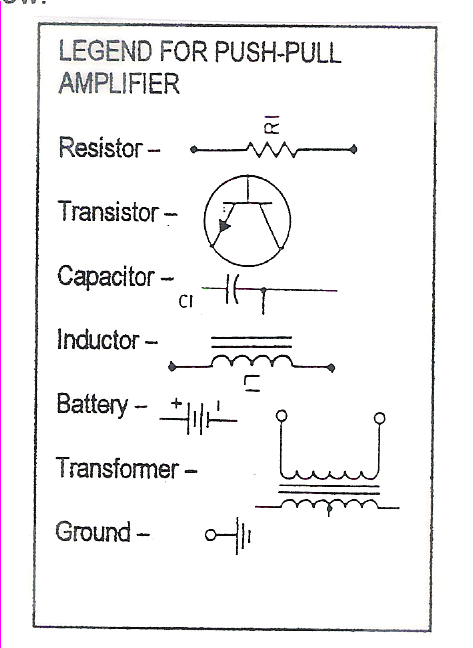 LEGEND FOR PUSH-PULL
AMPLIFIER
Resistor –
R1
Transistor –
Capacitor –
C1
Inductor –
L1
Battery –
+ -
Transformer –
Ground –